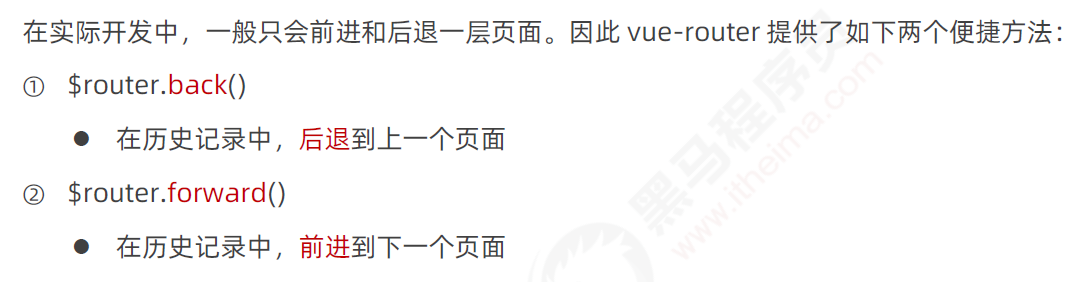 在实际开发中，一般只会前进和后退一层页面。因此 vue-router 提供了如下两个便捷方法：
① $router.back()
● 在历史记录中，后退到上一个页面
② $router.forward()
● 在历史记录中，前进到下一个页面
黑马程序员
www.itheima.com